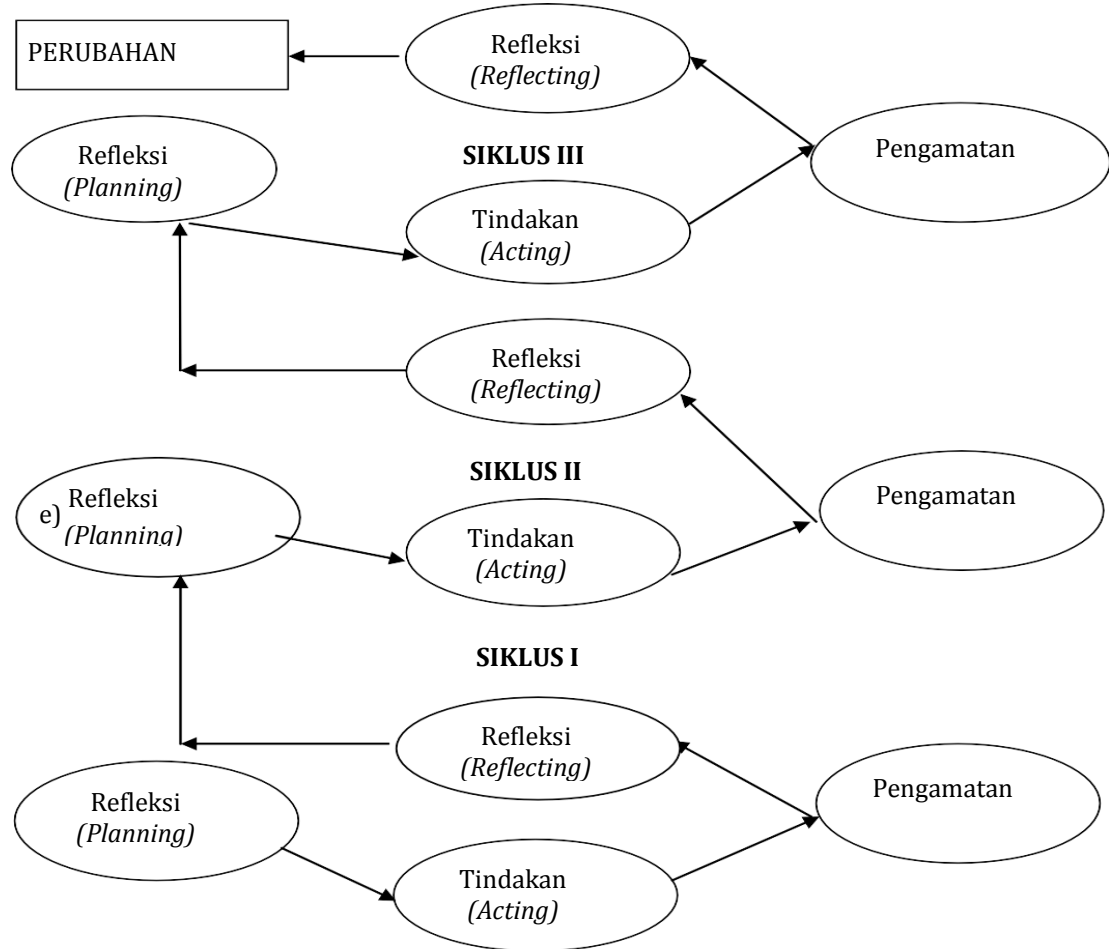 PERUBAHAN
Refleksi
(Reflecting)
Pengamatan
Refleksi
(Planning)
SIKLUS III
Tindakan
(Acting)
Refleksi
(Reflecting)
Pengamatan
e) Refleksi
(Planning)
SIKLUS II
Tindakan
(Acting)
SIKLUS I
Refleksi
(Reflecting)
Pengamatan
Refleksi
(Planning)
Tindakan
(Acting)